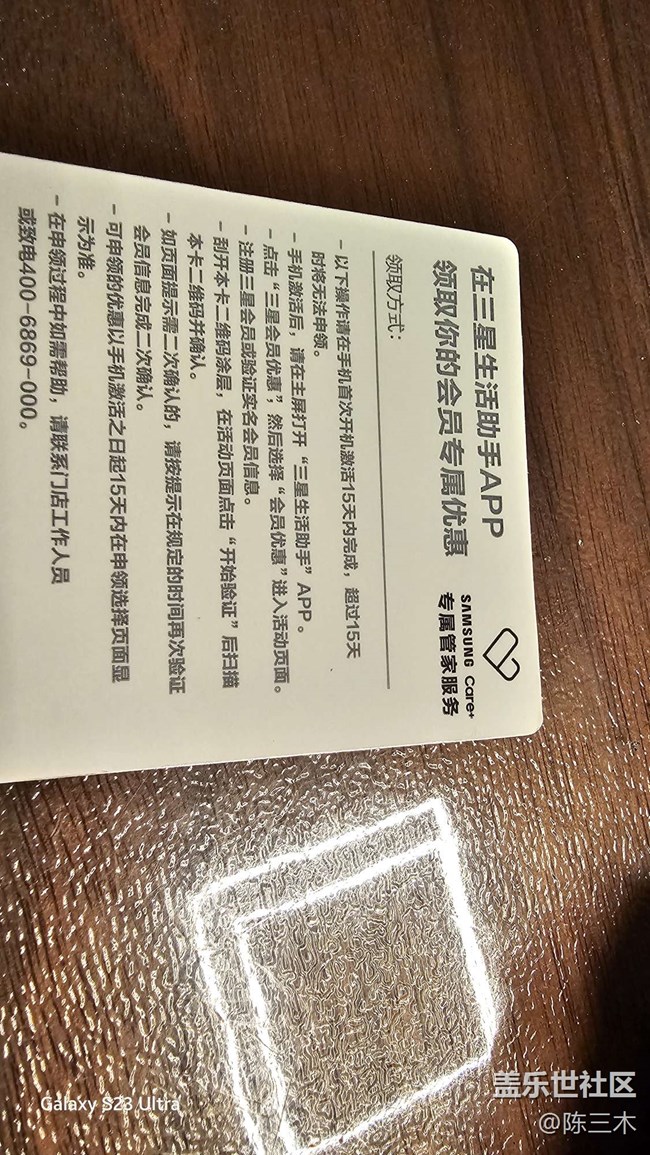 在三星生活助手APP
领取你的会员专属优惠
SAMSUNG Care+
专属管家服务
领取方式：
- 以下操作请在手机首次开机激活15天内完成，超过15天
时将无法申领。
- 手机激活后，请在主屏打开“三星生活助手”APP。
- 点击“三星会员优惠”，然后选择“会员优惠”进入活动页面。
- 注册三星会员或验证实名会员信息。
- 刮开本卡二维码涂层，在活动页面点击“开始验证”后扫描
本卡二维码并确认。
- 如页面提示需二次确认的，请按提示在规定的时间再次验证
会员信息完成二次确认。
- 可申领的优惠以手机激活之日起15天内在申领选择页面显
示为准。
- 在申领过程中如需帮助，请联系门店工作人员
或致电400-6869-000。
Galaxy S23 Ultra
盖乐世社区
@陈三木